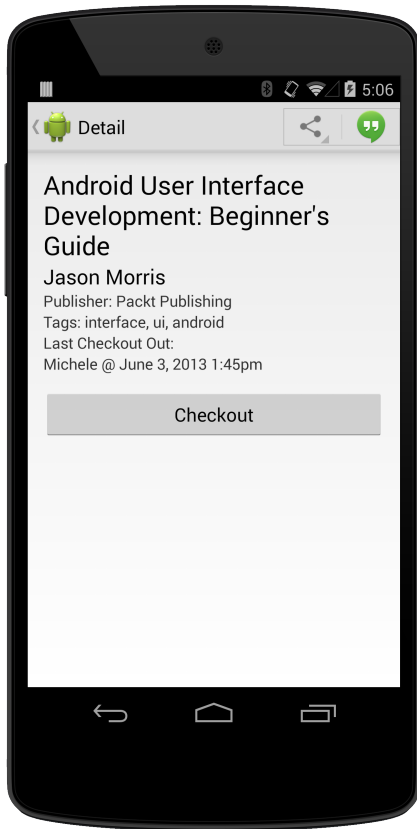 5:06
Detail
Android User Interface
Development: Beginner's
Guide
Jason Morris
Publisher: Packt Publishing
Tags: interface, ui, android
Last Checkout Out:
Michele @ June 3, 2013 1:45pm
Checkout